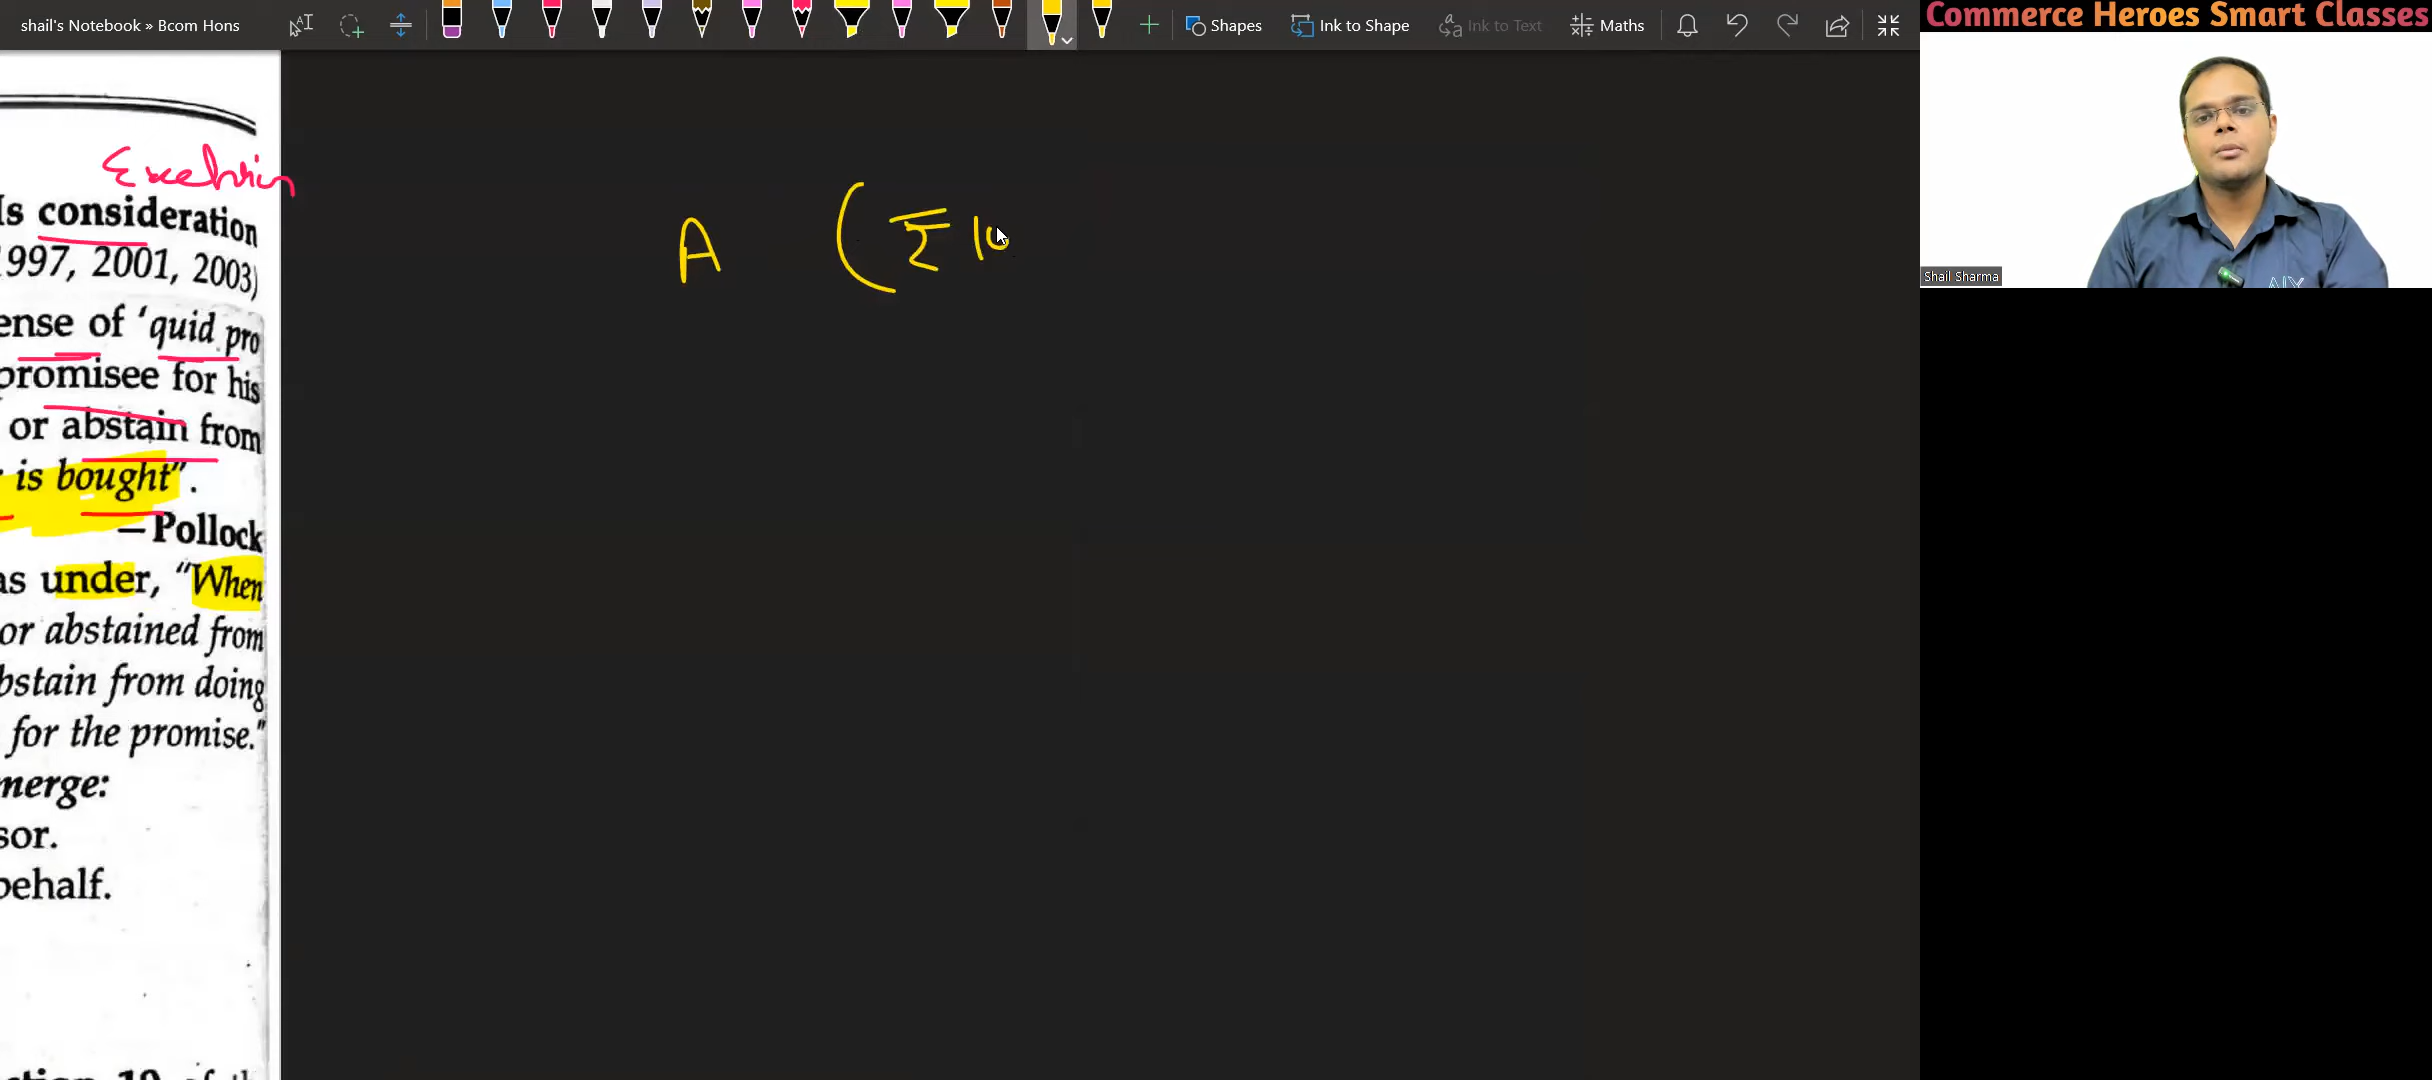 shail's Notebook » Bcom Hons
Shapes
Ink to Shape
Ink to Text
Maths
Commerce Heroes Smart Classes
Shail Sharma
Is consideration
1997, 2001, 2003)
ense of 'quid pro
promisee for his
or abstain from
is bought".
—Pollock
as under, "When
or abstained from
bstain from doing
for the promise."
merge:
sor.
behalf.
A (₹ 10